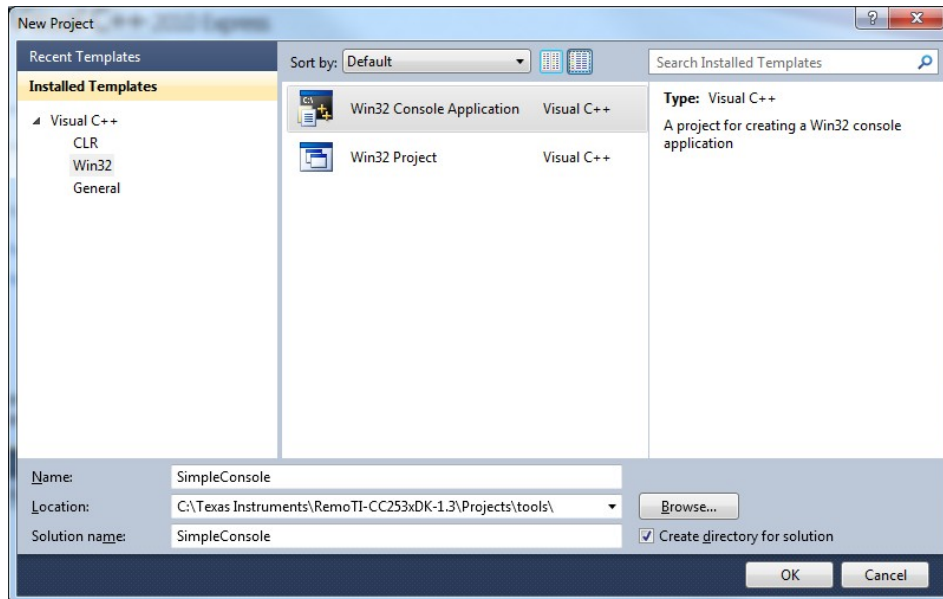 New Project
Recent Templates
Installed Templates
Visual C++
CLR
Win32
General
Sort by: Default
Win32 Console Application Visual C++
Win32 Project Visual C++
Search Installed Templates
Type: Visual C++
A project for creating a Win32 console
application
Name: SimpleConsole
Location: C:\Texas Instruments\RemoTI-CC253xDK-1.3\Projects\tools\ Browse...
Solution name: SimpleConsole Create directory for solution
OK Cancel